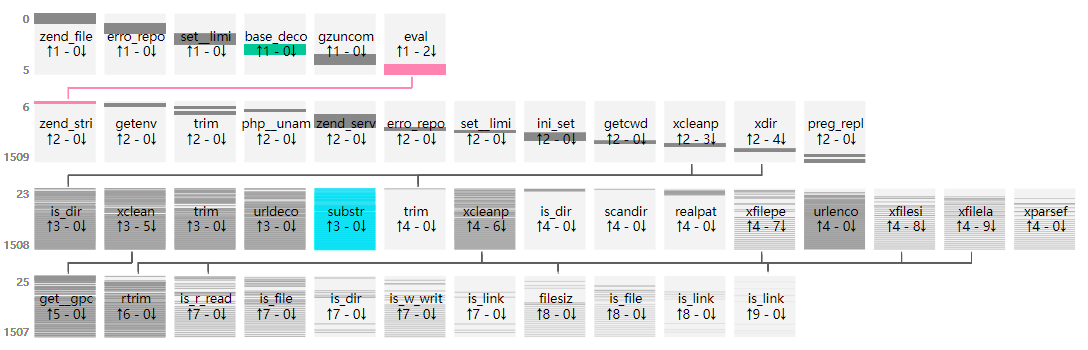 0
zend_file erro_repo set__limi base_deco gzuncom eval
↑1 - 0↓ ↑1 - 0↓ ↑1 - 0↓ ↑1 - 0↓ ↑1 - 0↓ ↑1 - 2↓
5
6
zend_stri getenv trim php__unam zend_serv erro_repo set__limi ini_set getcwd xcleanp xdir preg_repl
↑2 - 0↓ ↑2 - 0↓ ↑2 - 0↓ ↑2 - 0↓ ↑2 - 0↓ ↑2 - 0↓ ↑2 - 0↓ ↑2 - 0↓ ↑2 - 0↓ ↑2 - 3↓ ↑2 - 4↓ ↑2 - 0↓
1509
23
is_dir xclean trim urldeco substr trim xcleanp is_dir scandir realpat xfilepe urlenco xfilesi xfilela xparsef
↑3 - 0↓ ↑3 - 5↓ ↑3 - 0↓ ↑3 - 0↓ ↑3 - 0↓ ↑4 - 0↓ ↑4 - 6↓ ↑4 - 0↓ ↑4 - 0↓ ↑4 - 0↓ ↑4 - 7↓ ↑4 - 0↓ ↑4 - 8↓ ↑4 - 9↓ ↑4 - 0↓
1508
25
get__gpc rtrim is_r_read is_file is_dir is_w_writ is_link filesiz is_file is_link is_link
↑5 - 0↓ ↑6 - 0↓ ↑7 - 0↓ ↑7 - 0↓ ↑7 - 0↓ ↑7 - 0↓ ↑7 - 0↓ ↑8 - 0↓ ↑8 - 0↓ ↑8 - 0↓ ↑9 - 0↓
1507